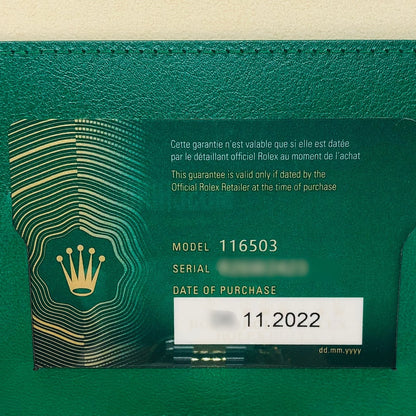 Cette garantie n'est valable que si elle est datée
par le détaillant officiel Rolex au moment de l'achat
This guarantee is valid only if dated by the
Official Rolex Retailer at the time of purchase
MODEL 116503
SERIAL
DATE OF PURCHASE
11.2022
dd.mm.yyyy